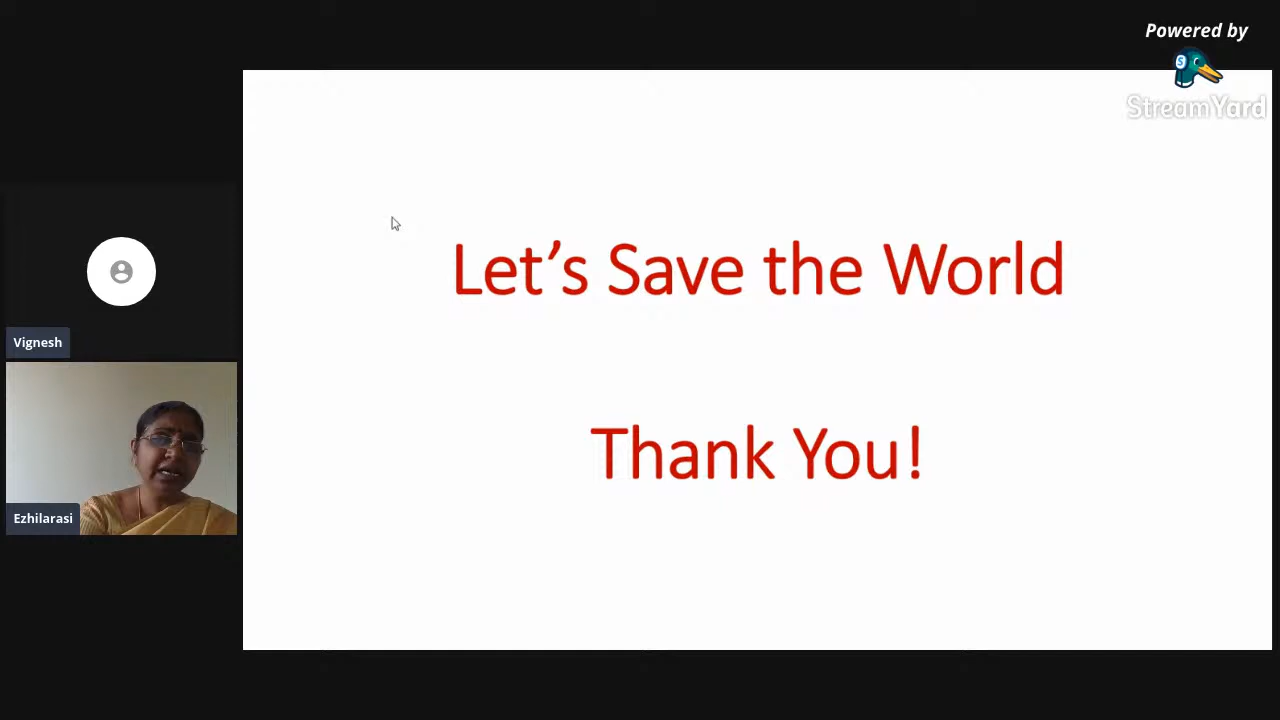 Powered by
S
StreamYard
Let's Save the World
Thank You!
Vignesh
Ezhilarasi